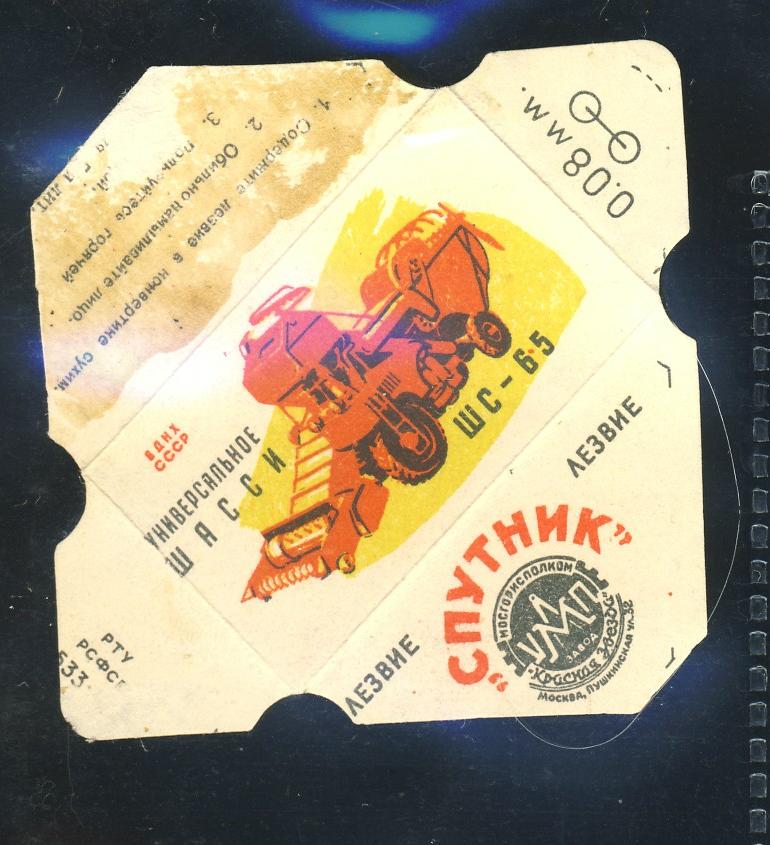 0.08 мм.
1. Содержите лезвие в конвертике сухим.
2. Обильно намыливайте лицо.
3. Пользуйтесь горячей
ВДНХ
СССР
УНИВЕРСАЛЬНОЕ
ШАССИ
ШС-65
ЛЕЗВИЕ
„СПУТНИК”
МОСГОРИСПОЛКОМ
УМП
ЗАВОД
„Красная Звезда”
МОСКВА, ПУШКИНСКАЯ УЛ. 32
ЛЕЗВИЕ
РТУ
РСФСР
533